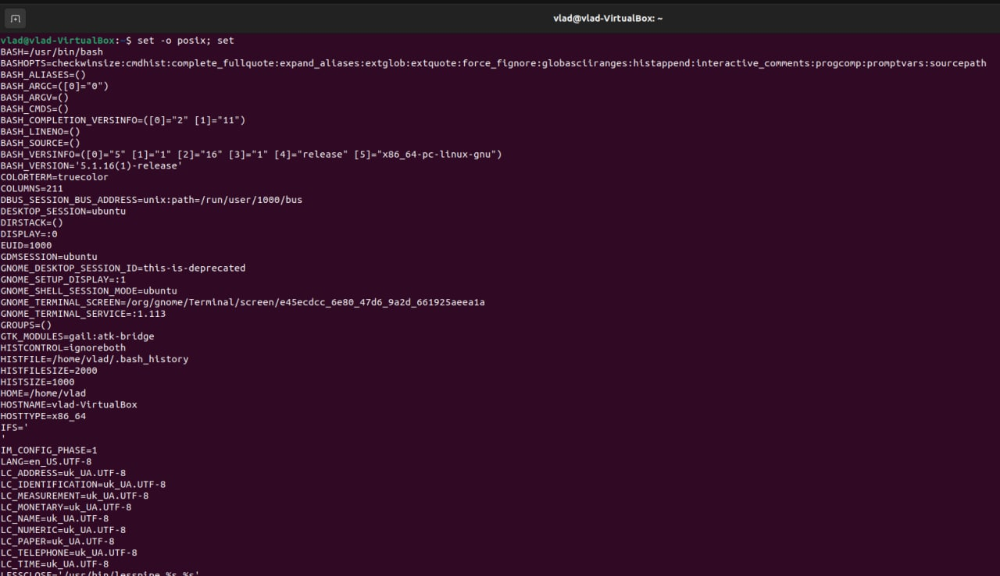 vlad@vlad-VirtualBox: ~
vlad@vlad-VirtualBox:~$ set -o posix; set
BASH=/usr/bin/bash
BASHOPTS=checkwinsize:cmdhist:complete_fullquote:expand_aliases:extglob:extquote:force_fignore:globasciiranges:histappend:interactive_comments:progcomp:promptvars:sourcepath
BASH_ALIASES=()
BASH_ARGC=([0]="0")
BASH_ARGV=()
BASH_CMDS=()
BASH_COMPLETION_VERSINFO=([0]="2" [1]="11")
BASH_LINENO=()
BASH_SOURCE=()
BASH_VERSINFO=([0]="5" [1]="1" [2]="16" [3]="1" [4]="release" [5]="x86_64-pc-linux-gnu")
BASH_VERSION='5.1.16(1)-release'
COLORTERM=truecolor
COLUMNS=211
DBUS_SESSION_BUS_ADDRESS=unix:path=/run/user/1000/bus
DESKTOP_SESSION=ubuntu
DIRSTACK=()
DISPLAY=:0
EUID=1000
GDMSESSION=ubuntu
GNOME_DESKTOP_SESSION_ID=this-is-deprecated
GNOME_SETUP_DISPLAY=:1
GNOME_SHELL_SESSION_MODE=ubuntu
GNOME_TERMINAL_SCREEN=/org/gnome/Terminal/screen/e45ecdcc_6e80_47d6_9a2d_661925aeea1a
GNOME_TERMINAL_SERVICE=:1.113
GROUPS=()
GTK_MODULES=gail:atk-bridge
HISTCONTROL=ignoreboth
HISTFILE=/home/vlad/.bash_history
HISTFILESIZE=2000
HISTSIZE=1000
HOME=/home/vlad
HOSTNAME=vlad-VirtualBox
HOSTTYPE=x86_64
IFS='
'
IM_CONFIG_PHASE=1
LANG=en_US.UTF-8
LC_ADDRESS=uk_UA.UTF-8
LC_IDENTIFICATION=uk_UA.UTF-8
LC_MEASUREMENT=uk_UA.UTF-8
LC_MONETARY=uk_UA.UTF-8
LC_NAME=uk_UA.UTF-8
LC_NUMERIC=uk_UA.UTF-8
LC_PAPER=uk_UA.UTF-8
LC_TELEPHONE=uk_UA.UTF-8
LC_TIME=uk_UA.UTF-8
LESSCLOSE='/usr/bin/lesspipe %s %s'